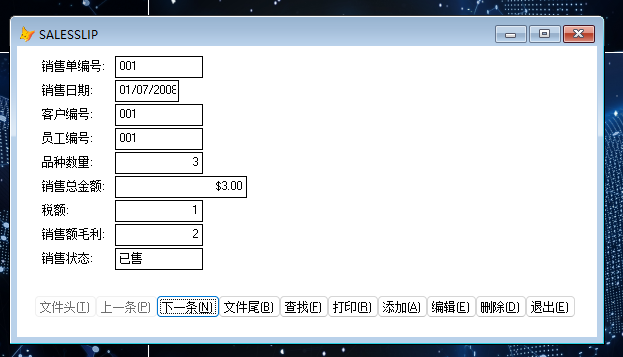 SALESSLIP
销售单编号: 001
销售日期: 01/07/2008
客户编号: 001
员工编号: 001
品种数量: 3
销售总金额: $3.00
税额: 1
销售额毛利: 2
销售状态: 已售
文件头(T) 上一条(P) 下一条(N) 文件尾(B) 查找(F) 打印(R) 添加(A) 编辑(E) 删除(D) 退出(E)